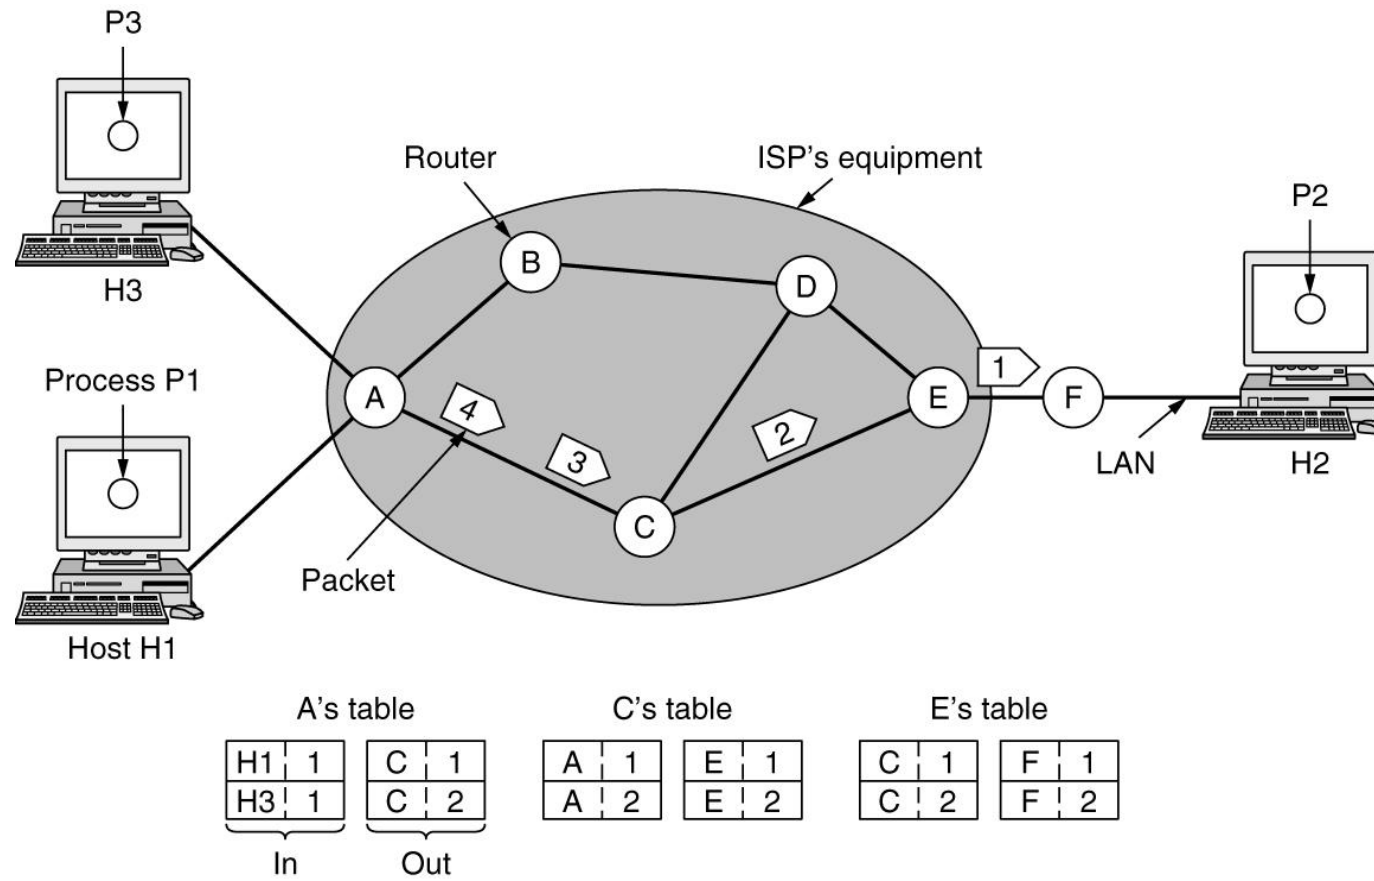 P3
Router
ISP's equipment
P2
B
D
H3
Process P1
1
A
4
E
F
2
3
LAN
H2
C
Packet
Host H1
A's table
C's table
E's table
H1 1 C 1 A 1 E 1 C 1 F 1
H3 1 C 2 A 2 E 2 C 2 F 2
In
Out